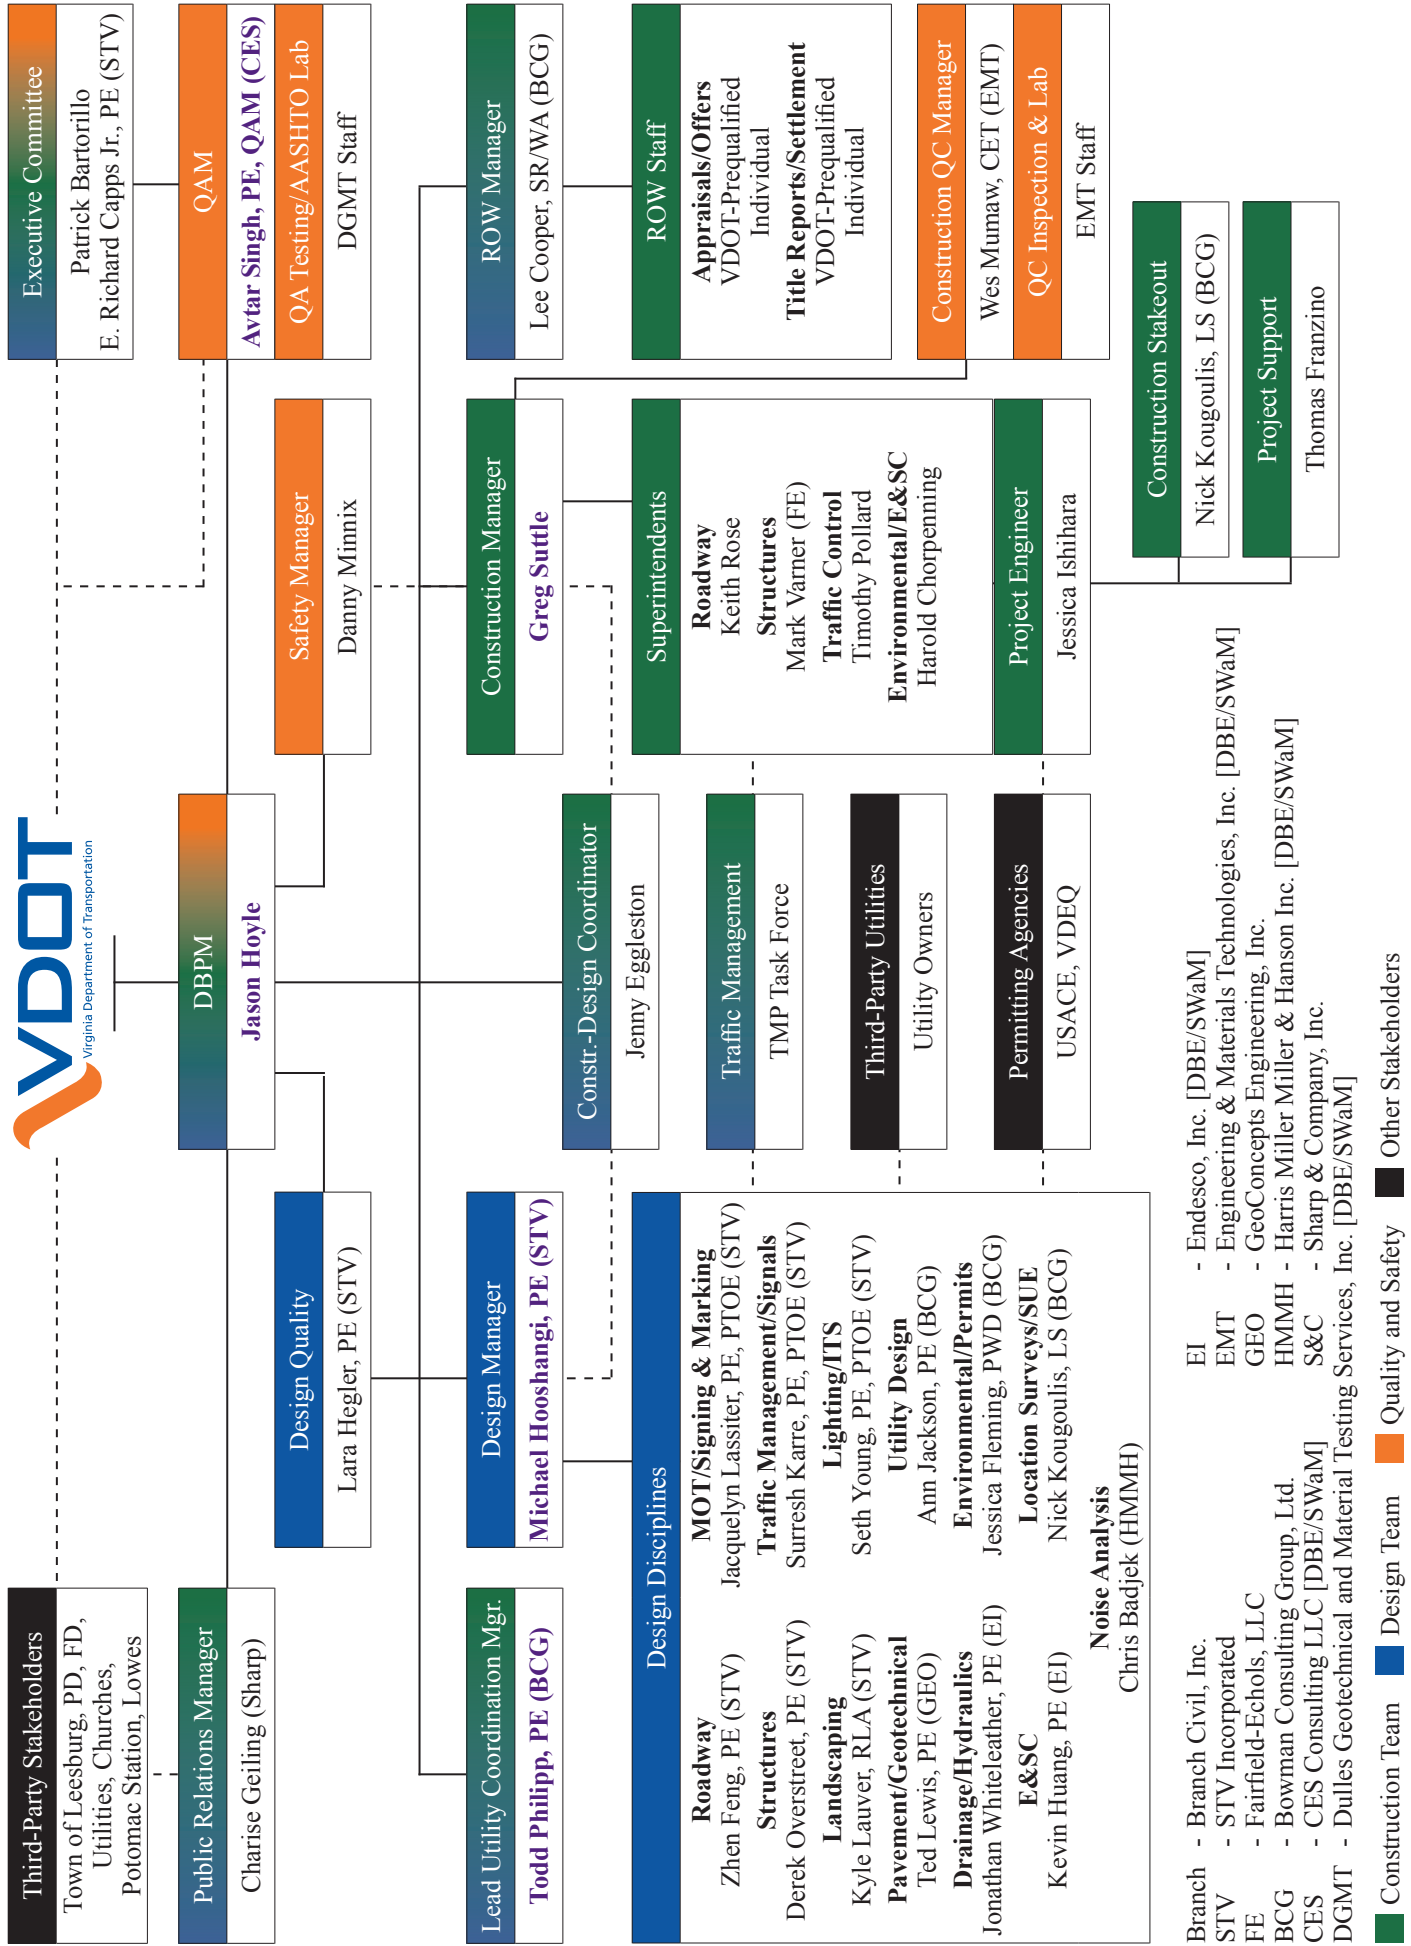 VDOT
Virginia Department of Transportation
Third-Party Stakeholders
Town of Leesburg, PD, FD,
Utilities, Churches,
Potomac Station, Lowes
Executive Committee
Patrick Bartorillo
E. Richard Capps Jr., PE (STV)
Public Relations Manager
Charise Geiling (Sharp)
DBPM
Jason Hoyle
QAM
Avtar Singh, PE, QAM (CES)
QA Testing/AASHTO Lab
DGMT Staff
Design Quality
Lara Hegler, PE (STV)
Safety Manager
Danny Minnix
Lead Utility Coordination Mgr.
Todd Philipp, PE (BCG)
Design Manager
Michael Hooshangi, PE (STV)
Construction Manager
Greg Suttle
ROW Manager
Lee Cooper, SR/WA (BCG)
Constr.-Design Coordinator
Jenny Eggleston
Design Disciplines
Roadway
Zhen Feng, PE (STV)
Structures
Derek Overstreet, PE (STV)
Landscaping
Kyle Lauver, RLA (STV)
Pavement/Geotechnical
Ted Lewis, PE (GEO)
Drainage/Hydraulics
Jonathan Whiteleather, PE (EI)
E&SC
Kevin Huang, PE (EI)
MOT/Signing & Marking
Jacquelyn Lassiter, PE, PTOE (STV)
Traffic Management/Signals
Surresh Karre, PE, PTOE (STV)
Lighting/ITS
Seth Young, PE, PTOE (STV)
Utility Design
Ann Jackson, PE (BCG)
Environmental/Permits
Jessica Fleming, PWD (BCG)
Location Surveys/SUE
Nick Kougoulis, LS (BCG)
Noise Analysis
Chris Badjek (HMMH)
Traffic Management
TMP Task Force
Third-Party Utilities
Utility Owners
Permitting Agencies
USACE, VDEQ
Superintendents
Roadway
Keith Rose
Structures
Mark Varner (FE)
Traffic Control
Timothy Pollard
Environmental/E&SC
Harold Chorpenning
Project Engineer
Jessica Ishihara
ROW Staff
Appraisals/Offers
VDOT-Prequalified
Individual
Title Reports/Settlement
VDOT-Prequalified
Individual
Construction QC Manager
Wes Mumaw, CET (EMT)
QC Inspection & Lab
EMT Staff
Construction Stakeout
Nick Kougoulis, LS (BCG)
Project Support
Thomas Franzino
Branch - Branch Civil, Inc.
STV - STV Incorporated
FE - Fairfield-Echols, LLC
BCG - Bowman Consulting Group, Ltd.
CES - CES Consulting LLC [DBE/SWaM]
DGMT - Dulles Geotechnical and Material Testing Services, Inc. [DBE/SWaM]
EI - Endesco, Inc. [DBE/SWaM]
EMT - Engineering & Materials Technologies, Inc. [DBE/SWaM]
GEO - GeoConcepts Engineering, Inc.
HMMH - Harris Miller Miller & Hanson Inc. [DBE/SWaM]
S&C - Sharp & Company, Inc.
Construction Team
Design Team
Quality and Safety
Other Stakeholders